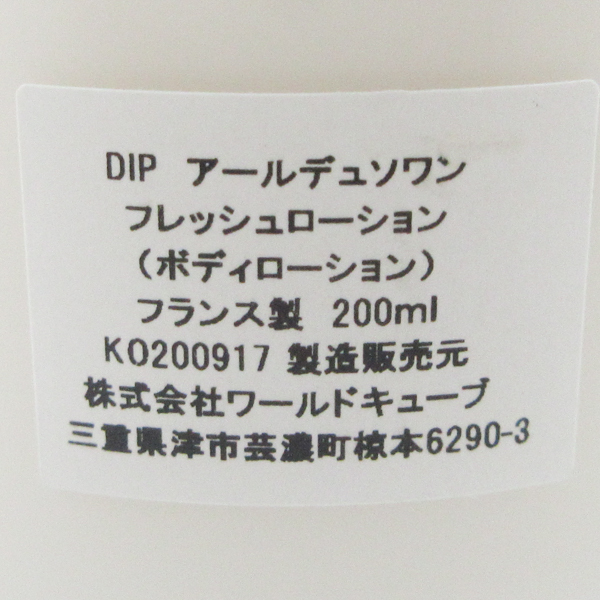 DIP アールデュソワン
フレッシュローション
（ボディローション）
フランス製 200ml
KO200917 製造販売元
株式会社ワールドキューブ
三重県津市芸濃町椋本6290-3